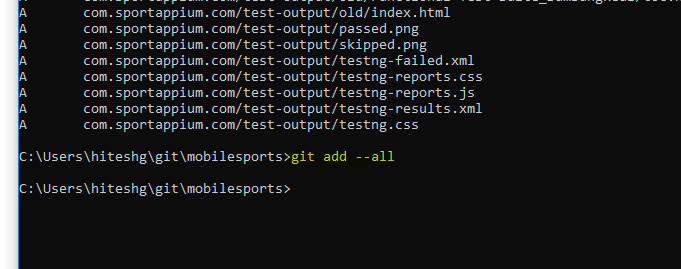 A       com.sportappium.com/test-output/old/index.html
A       com.sportappium.com/test-output/passed.png
A       com.sportappium.com/test-output/skipped.png
A       com.sportappium.com/test-output/testng-failed.xml
A       com.sportappium.com/test-output/testng-reports.css
A       com.sportappium.com/test-output/testng-reports.js
A       com.sportappium.com/test-output/testng-results.xml
A       com.sportappium.com/test-output/testng.css
C:\Users\hiteshg\git\mobilesports>git add --all
C:\Users\hiteshg\git\mobilesports>